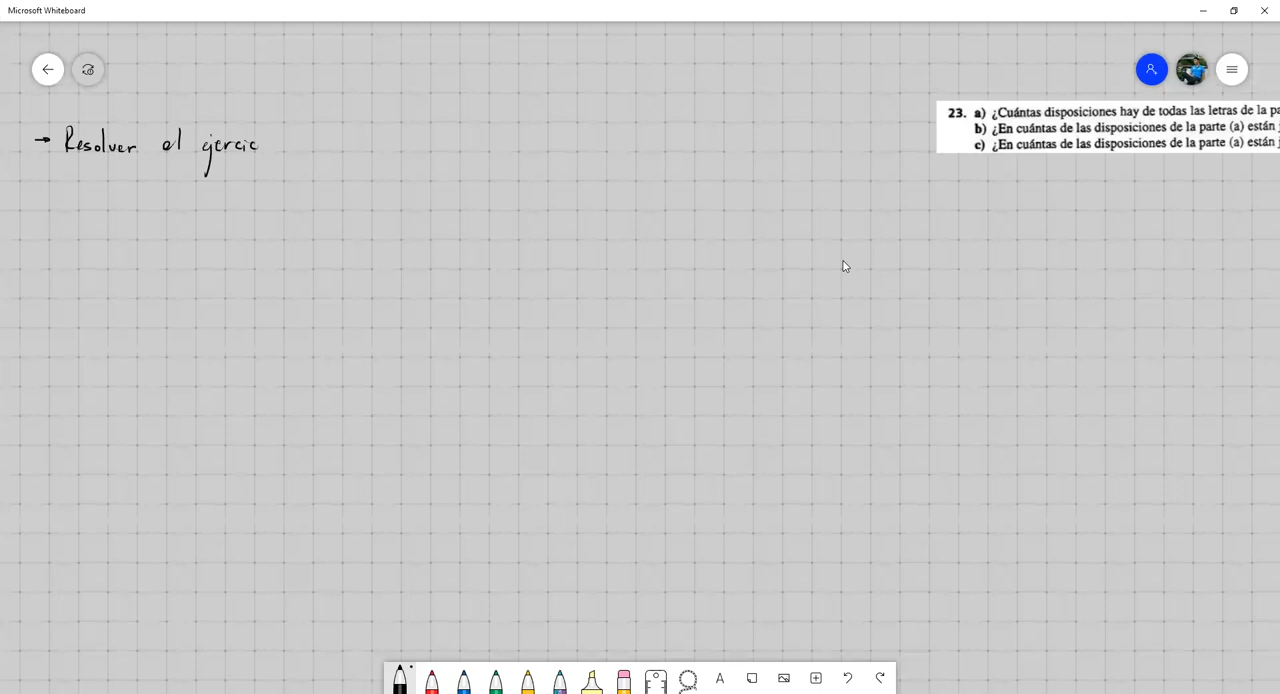 Microsoft Whiteboard
→ Resolver el ejercic
23. a) ¿Cuántas disposiciones hay de todas las letras de la
b) ¿En cuántas de las disposiciones de la parte (a) están
c) ¿En cuántas de las disposiciones de la parte (a) están
A